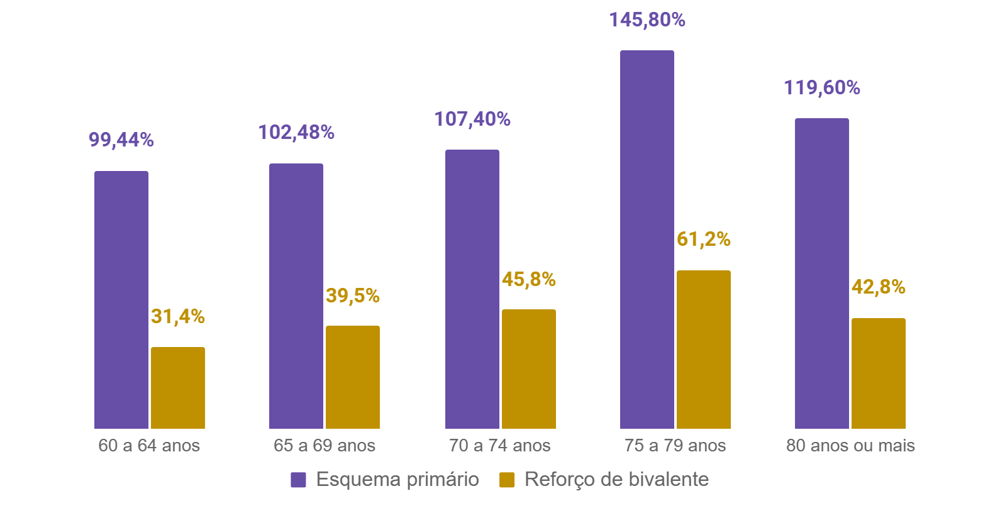 145,80%
119,60%
107,40%
102,48%
99,44%
61,2%
45,8%
42,8%
39,5%
31,4%
60 a 64 anos
65 a 69 anos
70 a 74 anos
75 a 79 anos
80 anos ou mais
Esquema primário
Reforço de bivalente